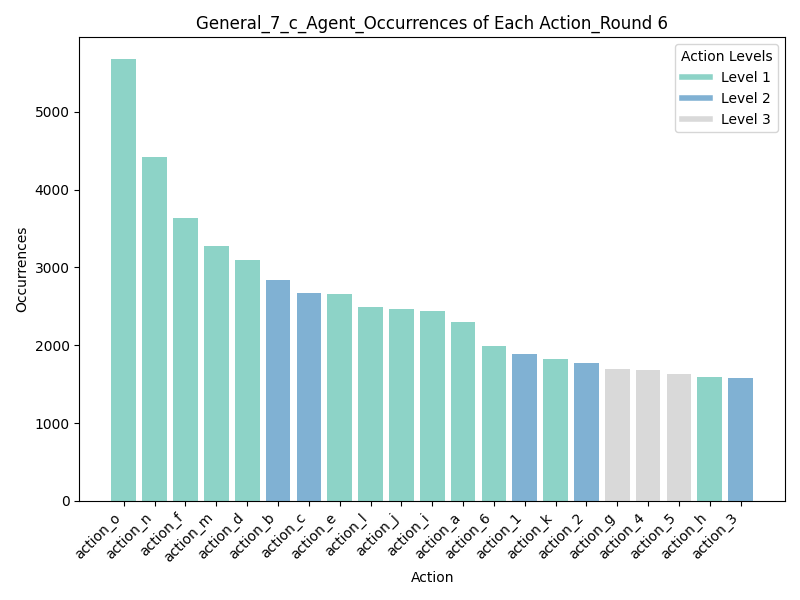 General_7_c_Agent_Occurrences of Each Action_Round 6
Action Levels
Level 1
Level 2
Level 3
Occurrences
5000
4000
3000
2000
1000
0
action_o
action_n
action_f
action_m
action_d
action_b
action_c
action_e
action_l
action_j
action_i
action_a
action_6
action_1
action_k
action_2
action_g
action_4
action_5
action_h
action_3
Action